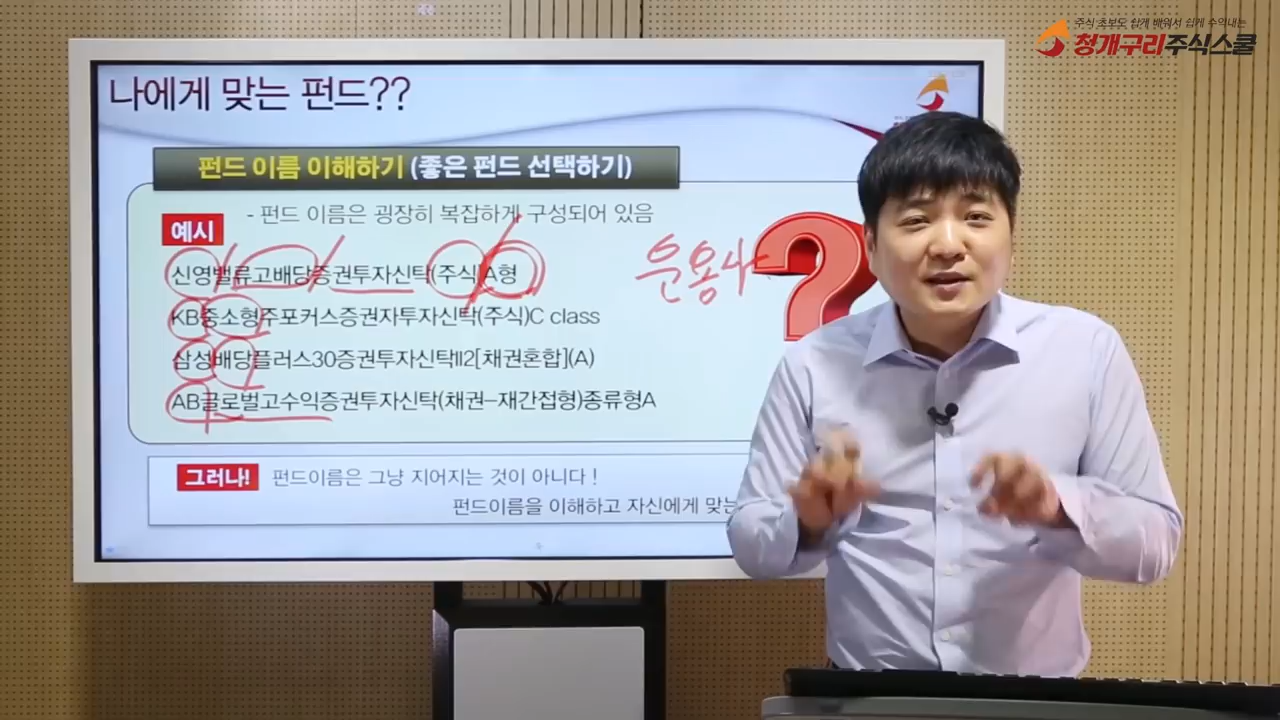 주식 초보도 쉽게 배워서 쉽게 수익내는
청개구리주식스쿨
나에게 맞는 펀드??
펀드 이름 이해하기 (좋은 펀드 선택하기)
예시
- 펀드 이름은 굉장히 복잡하게 구성되어 있음
신영밸류고배당증권투자신탁(주식)A형
운용사
KB중소형주포커스증권자투자신탁(주식)C class
삼성배당플러스30증권투자신탁II2[채권혼합](A)
AB글로벌고수익증권투자신탁(채권-재간접형)종류형A
그러나! 펀드이름은 그냥 지어지는 것이 아니다 !
펀드이름을 이해하고 자신에게 맞는